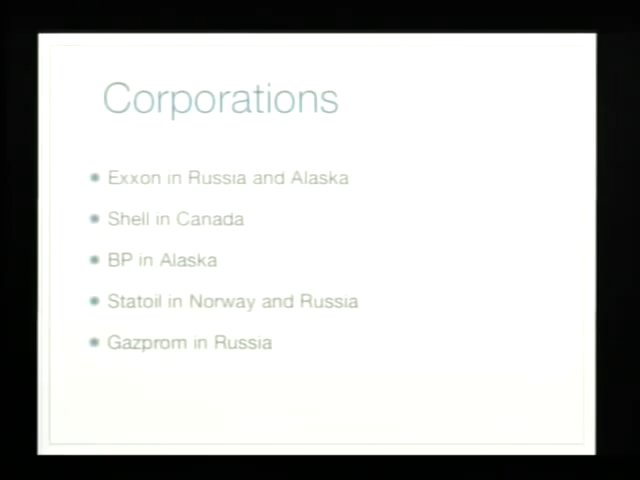 Corporations
Exxon in Russia and Alaska
Shell in Canada
BP in Alaska
Statoil in Norway and Russia
Gazprom in Russia